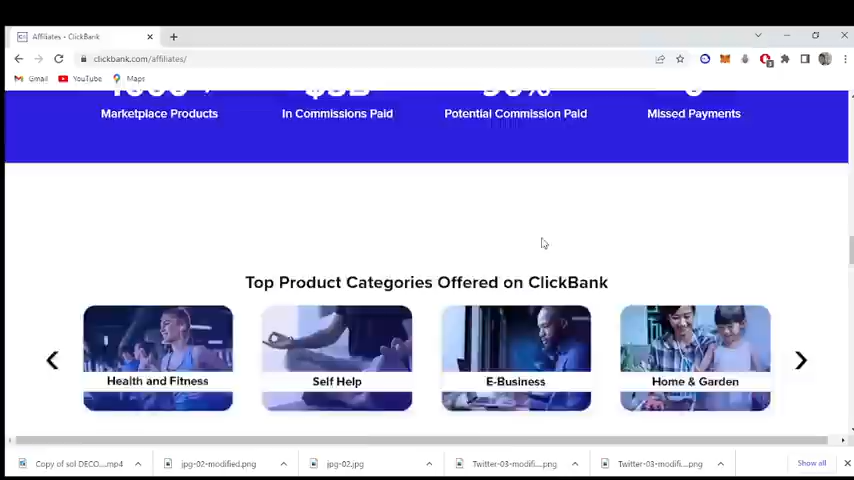 Affiliates - ClickBank
clickbank.com/affiliates/
Gmail YouTube Maps
Marketplace Products In Commissions Paid Potential Commission Paid Missed Payments
Top Product Categories Offered on ClickBank
Health and Fitness Self Help E-Business Home & Garden
Copy of sol DECO....mp4 jpg-02-modified.png jpg-02.jpg Twitter-03-modifi....png Twitter-03-modifi....png Show all